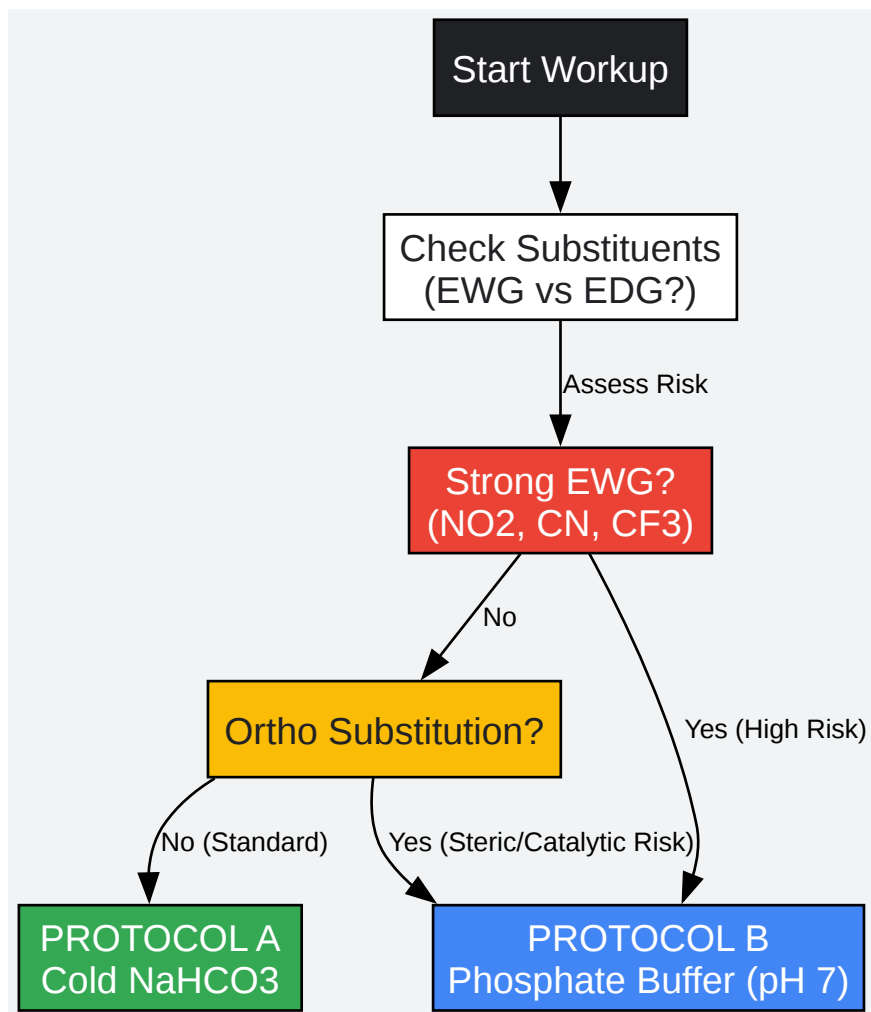 Start Workup
Check Substituents
(EWG vs EDG?)
Assess Risk
Strong EWG?
(NO2, CN, CF3)
No
Ortho Substitution?
Yes (High Risk)
No (Standard)
Yes (Steric/Catalytic Risk)
PROTOCOL A
Cold NaHCO3
PROTOCOL B
Phosphate Buffer (pH 7)